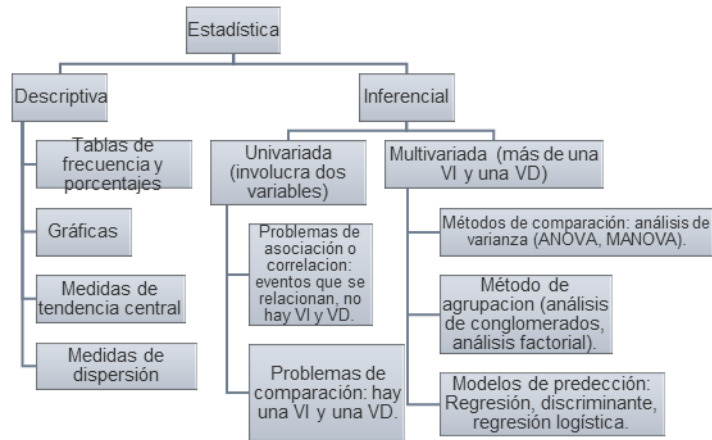 Estadística
Descriptiva
Tablas de
frecuencia y
porcentajes
Gráficas
Medidas de
tendencia central
Medidas de
dispersión
Inferencial
Univariada
(involucra dos
variables)
Problemas de
asociación o
correlacion:
eventos que se
relacionan, no
hay VI y VD.
Problemas de
comparación: hay
una VI y una VD.
Multivariada (más de una
VI y una VD)
Métodos de comparación: análisis de
varianza (ANOVA, MANOVA).
Método de
agrupacion (análisis
de conglomerados,
análisis factorial).
Modelos de predección:
Regresión, discriminante,
regresión logística.